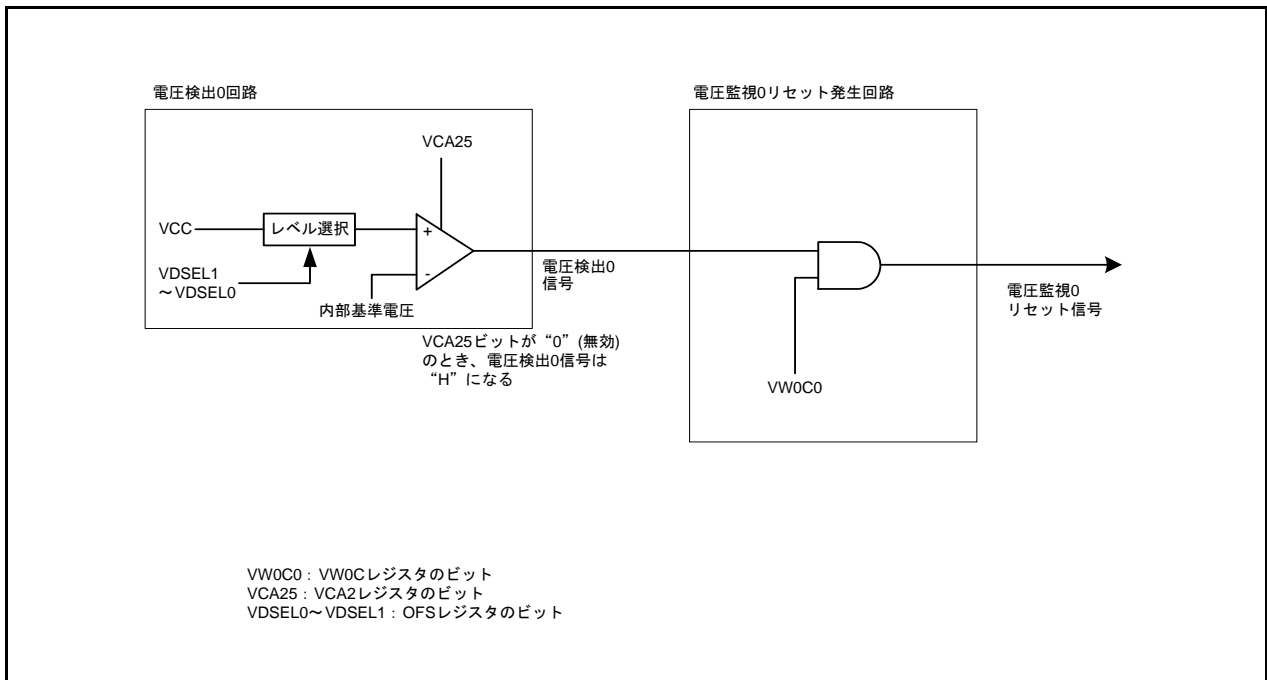 電圧検出0回路
電圧監視0リセット発生回路
VCA25
VCC
レベル選択
+
-
VDSEL1
～VDSEL0
内部基準電圧
電圧検出0
信号
VCA25ビットが“0”(無効)
のとき、電圧検出0信号は
“H”になる
VW0C0
電圧監視0
リセット信号
VW0C0：VW0Cレジスタのビット
VCA25：VCA2レジスタのビット
VDSEL0～VDSEL1：OFSレジスタのビット